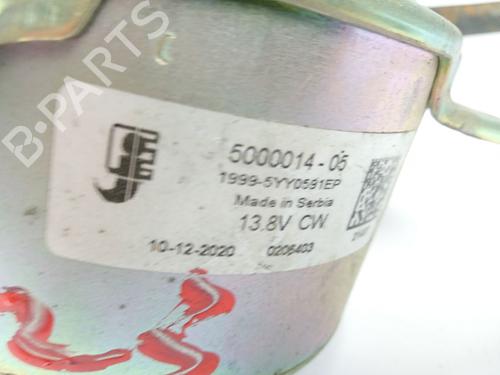 5000014-05
1999-5YY0591EP
Made in Serbia
13.8V CW
10-12-2020 0206403
B-Parts